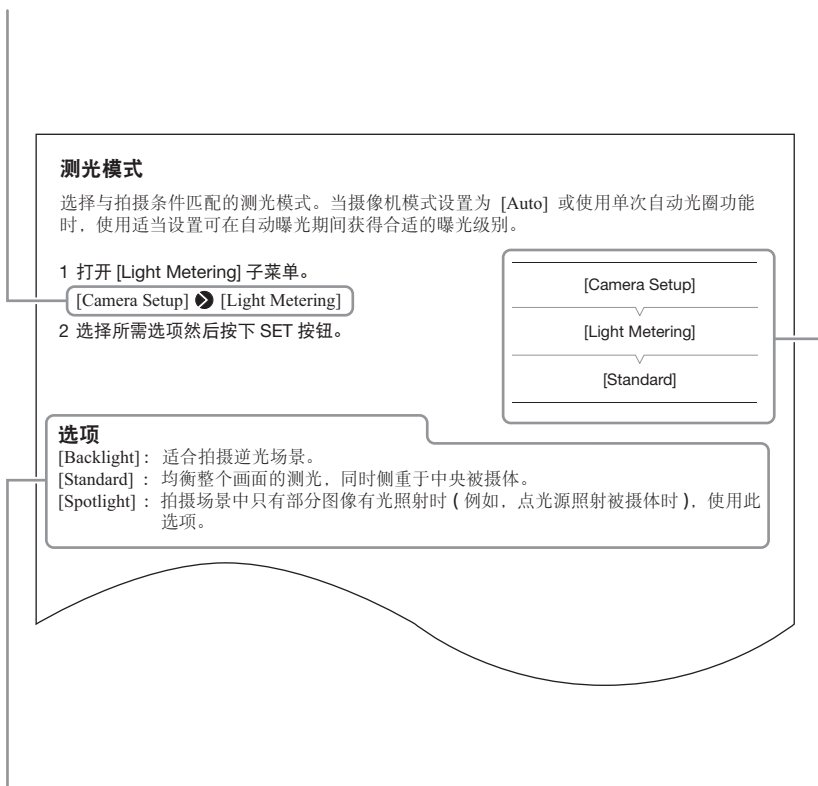 测光模式
选择与拍摄条件匹配的测光模式。当摄像机模式设置为 [Auto] 或使用单次自动光圈功能
时，使用适当设置可在自动曝光期间获得合适的曝光级别。
1 打开 [Light Metering] 子菜单。
[Camera Setup] > [Light Metering]
2 选择所需选项然后按下 SET 按钮。
[Camera Setup]
[Light Metering]
[Standard]
选项
[Backlight]： 适合拍摄逆光场景。
[Standard] ： 均衡整个画面的测光，同时侧重于中央被摄体。
[Spotlight] ： 拍摄场景中只有部分图像有光照射时 ( 例如，点光源照射被摄体时 )，使用此
选项。